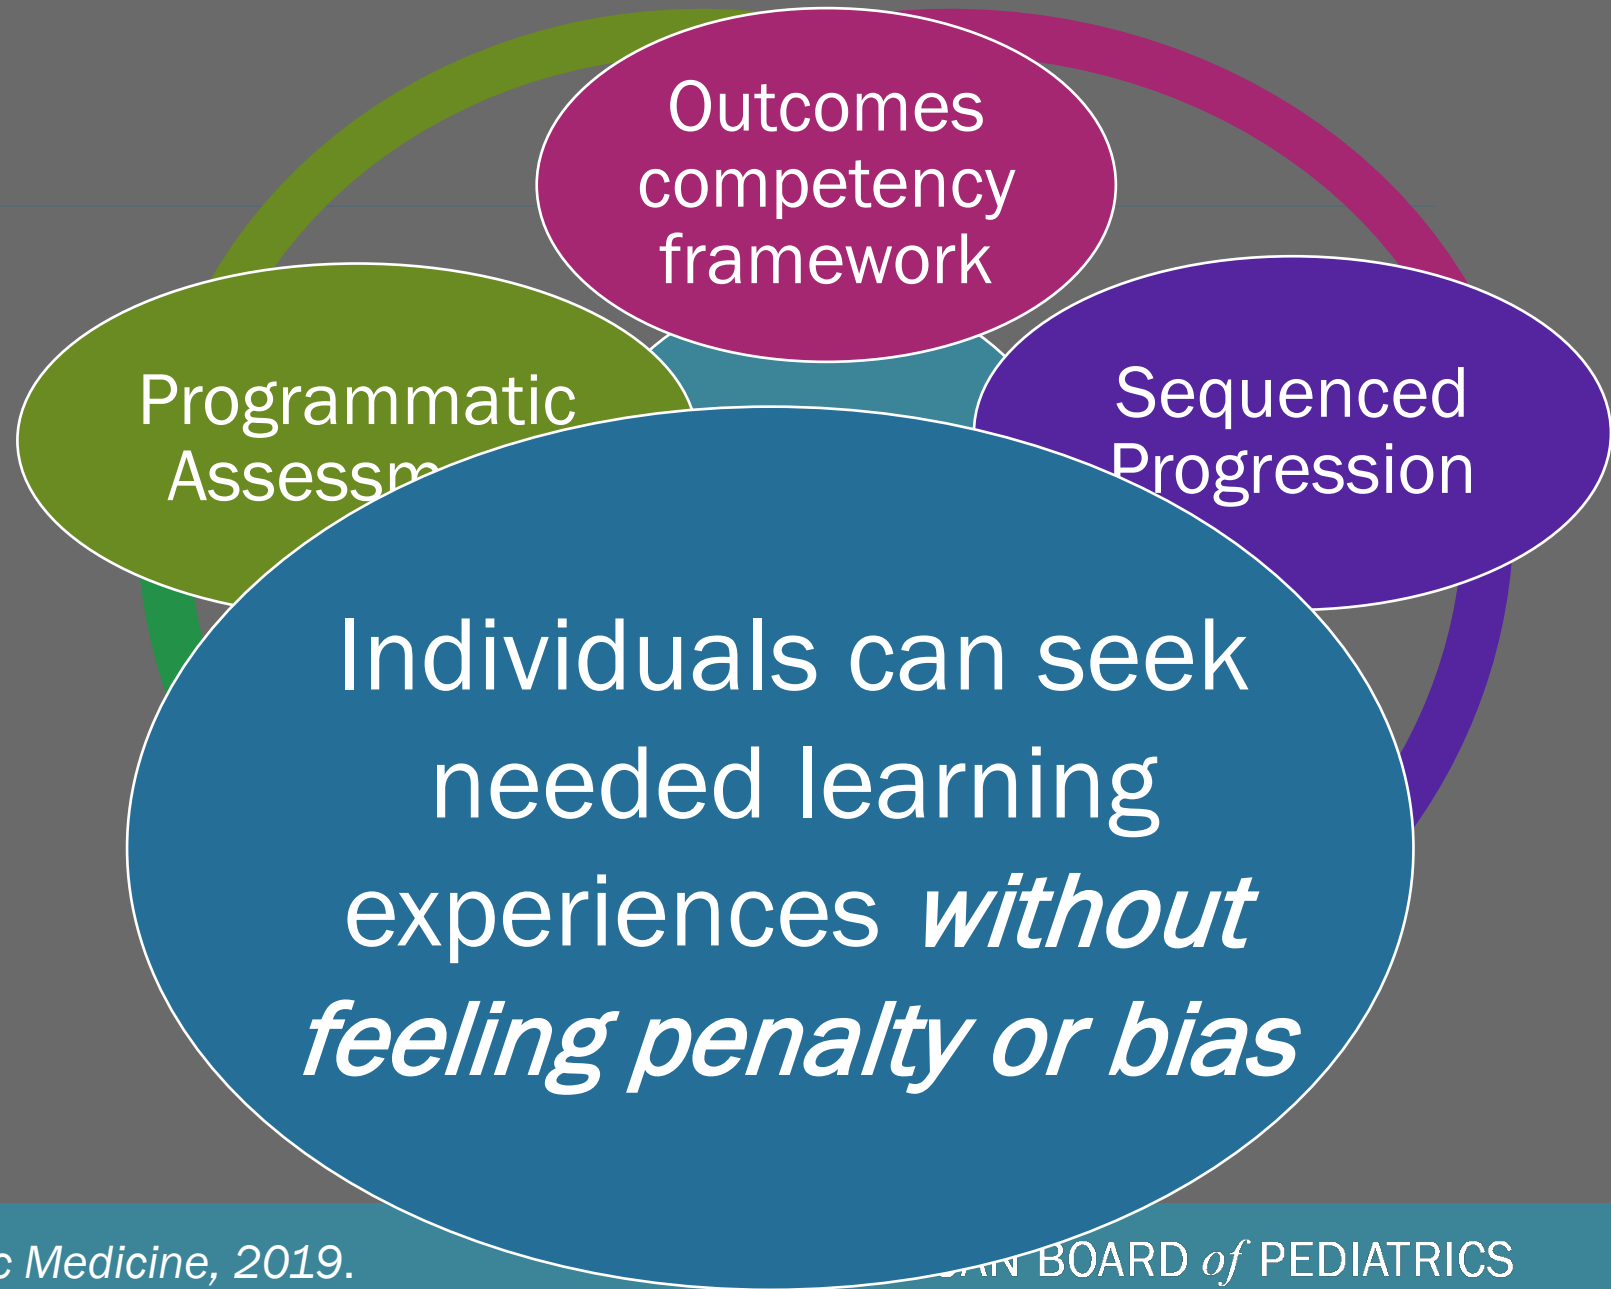 Outcomes
competency
framework
Programmatic
Sequenced
Progression
Individuals can seek
needed learning
experiences without
feeling penalty or bias
Medicine, 2019.
BOARD of PEDIATRICS